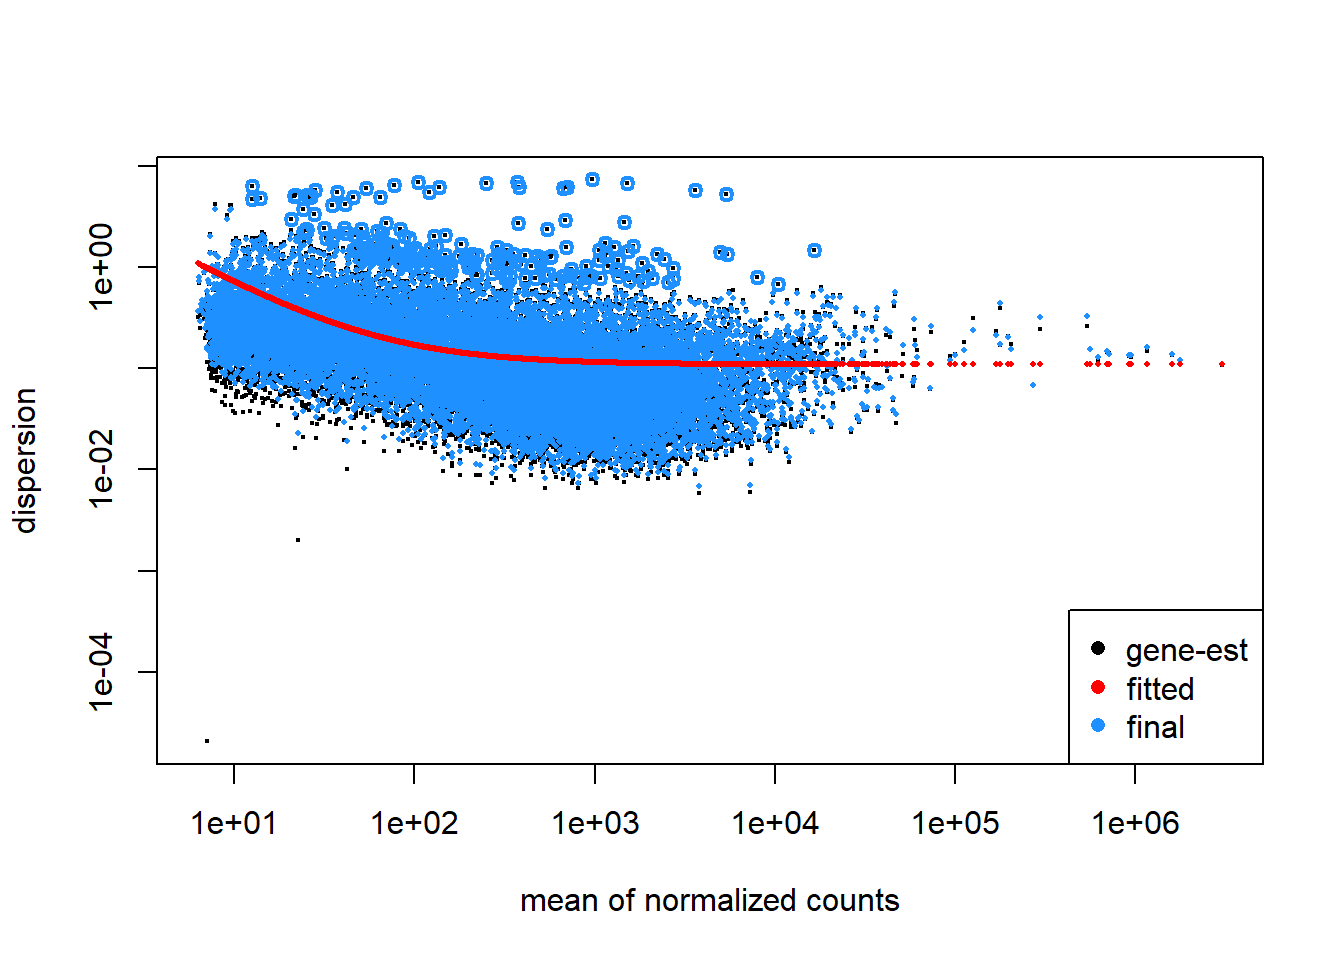 dispersion
1e+00
1e-02
1e-04
gene-est
fitted
final
1e+01 1e+02 1e+03 1e+04 1e+05 1e+06
mean of normalized counts